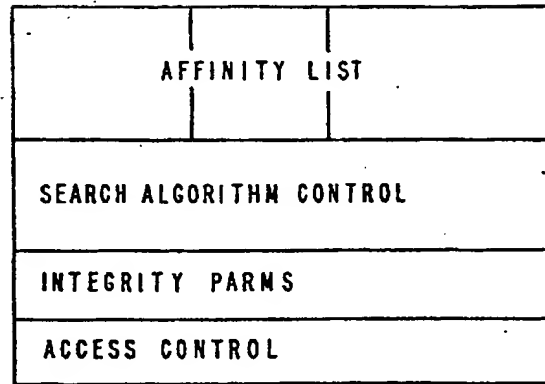 AFFINITY LIST
SEARCH ALGORITHM CONTROL
INTEGRITY PARMS
ACCESS CONTROL